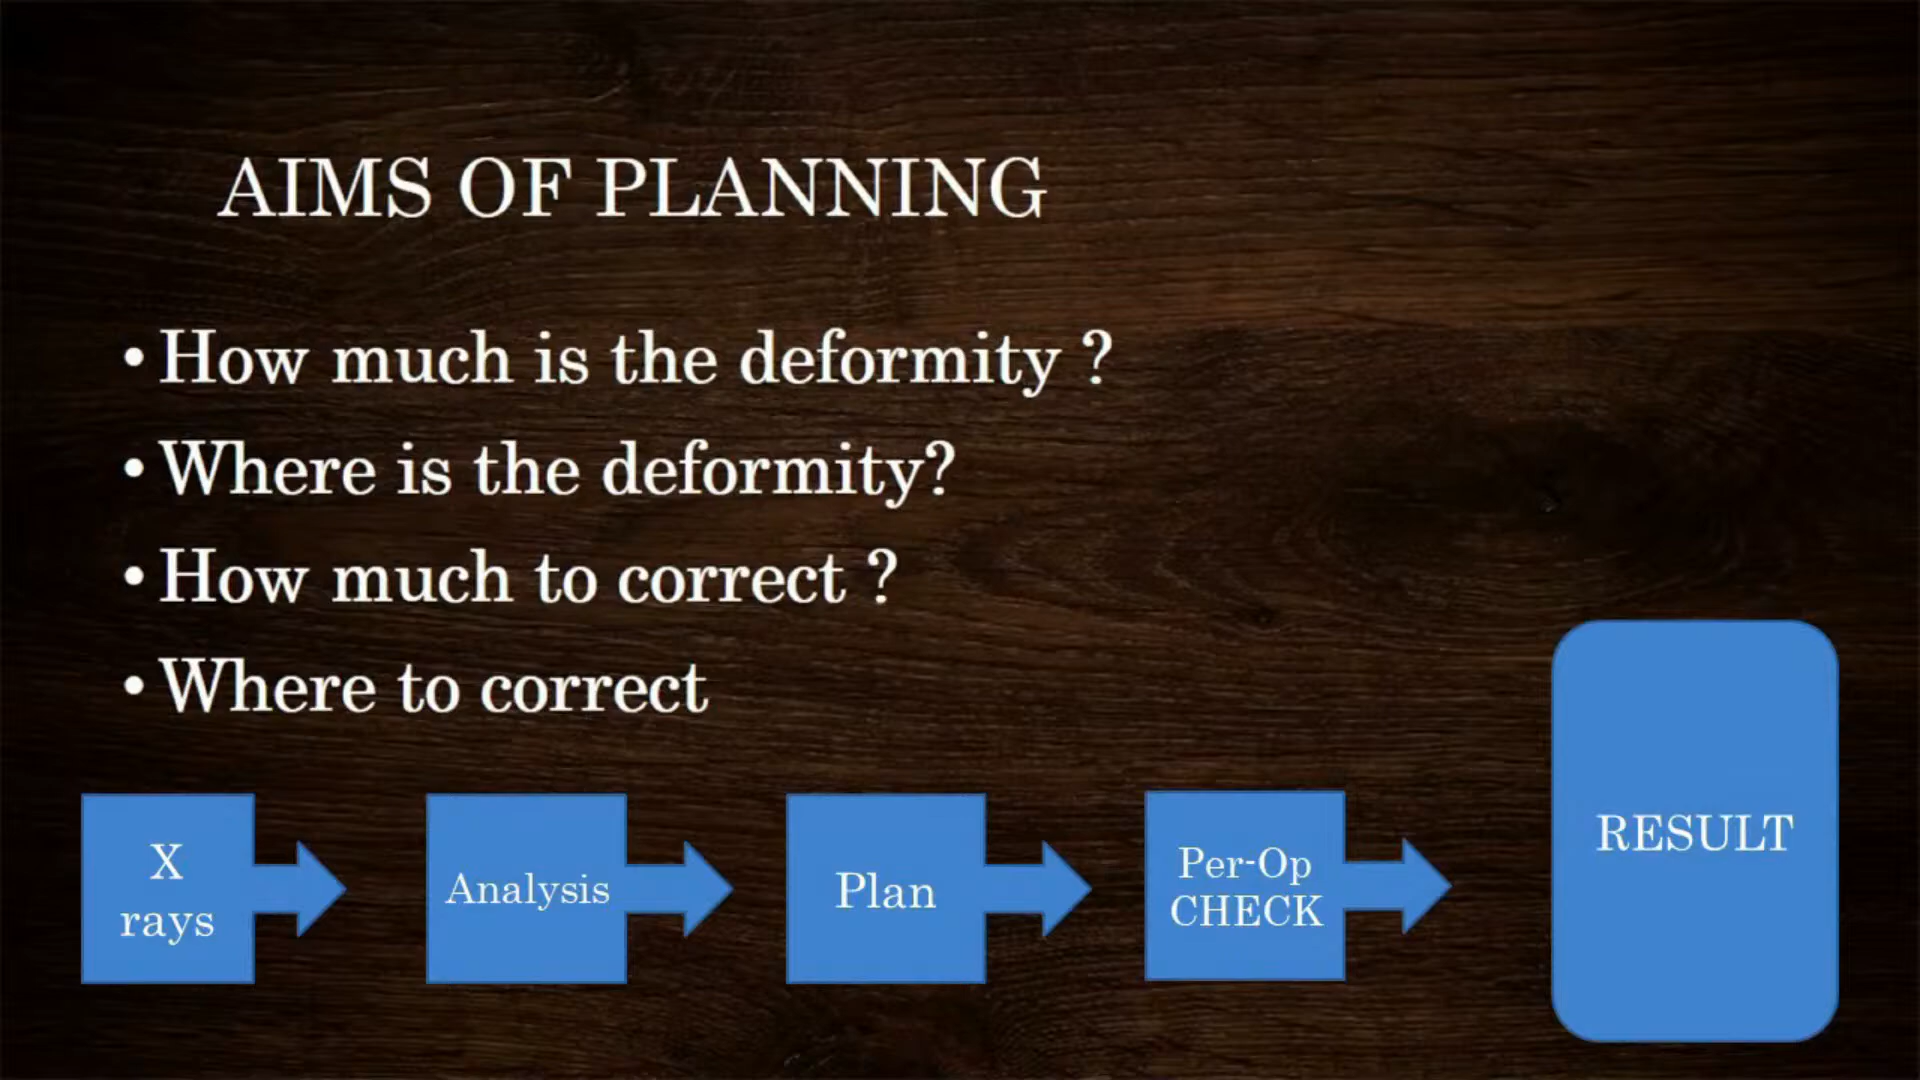 AIMS OF PLANNING
• How much is the deformity ?
• Where is the deformity?
• How much to correct ?
• Where to correct
X
rays
Analysis
Plan
Per-Op
CHECK
RESULT